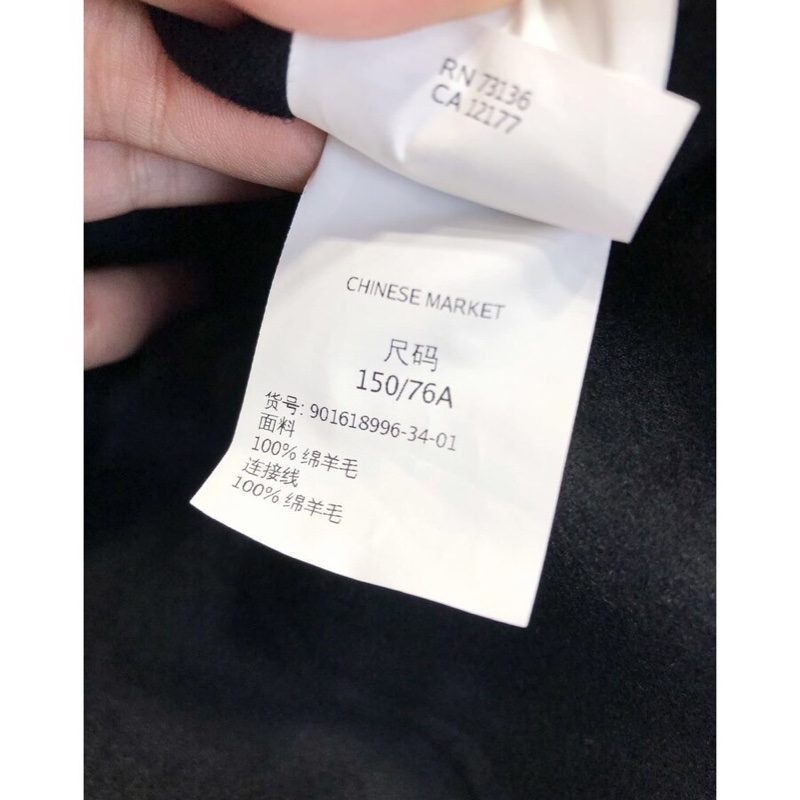 RN 73136
CA 12177
CHINESE MARKET
尺码
150/76A
货号: 901618996-34-01
面料
100% 绵羊毛
连接线
100% 绵羊毛